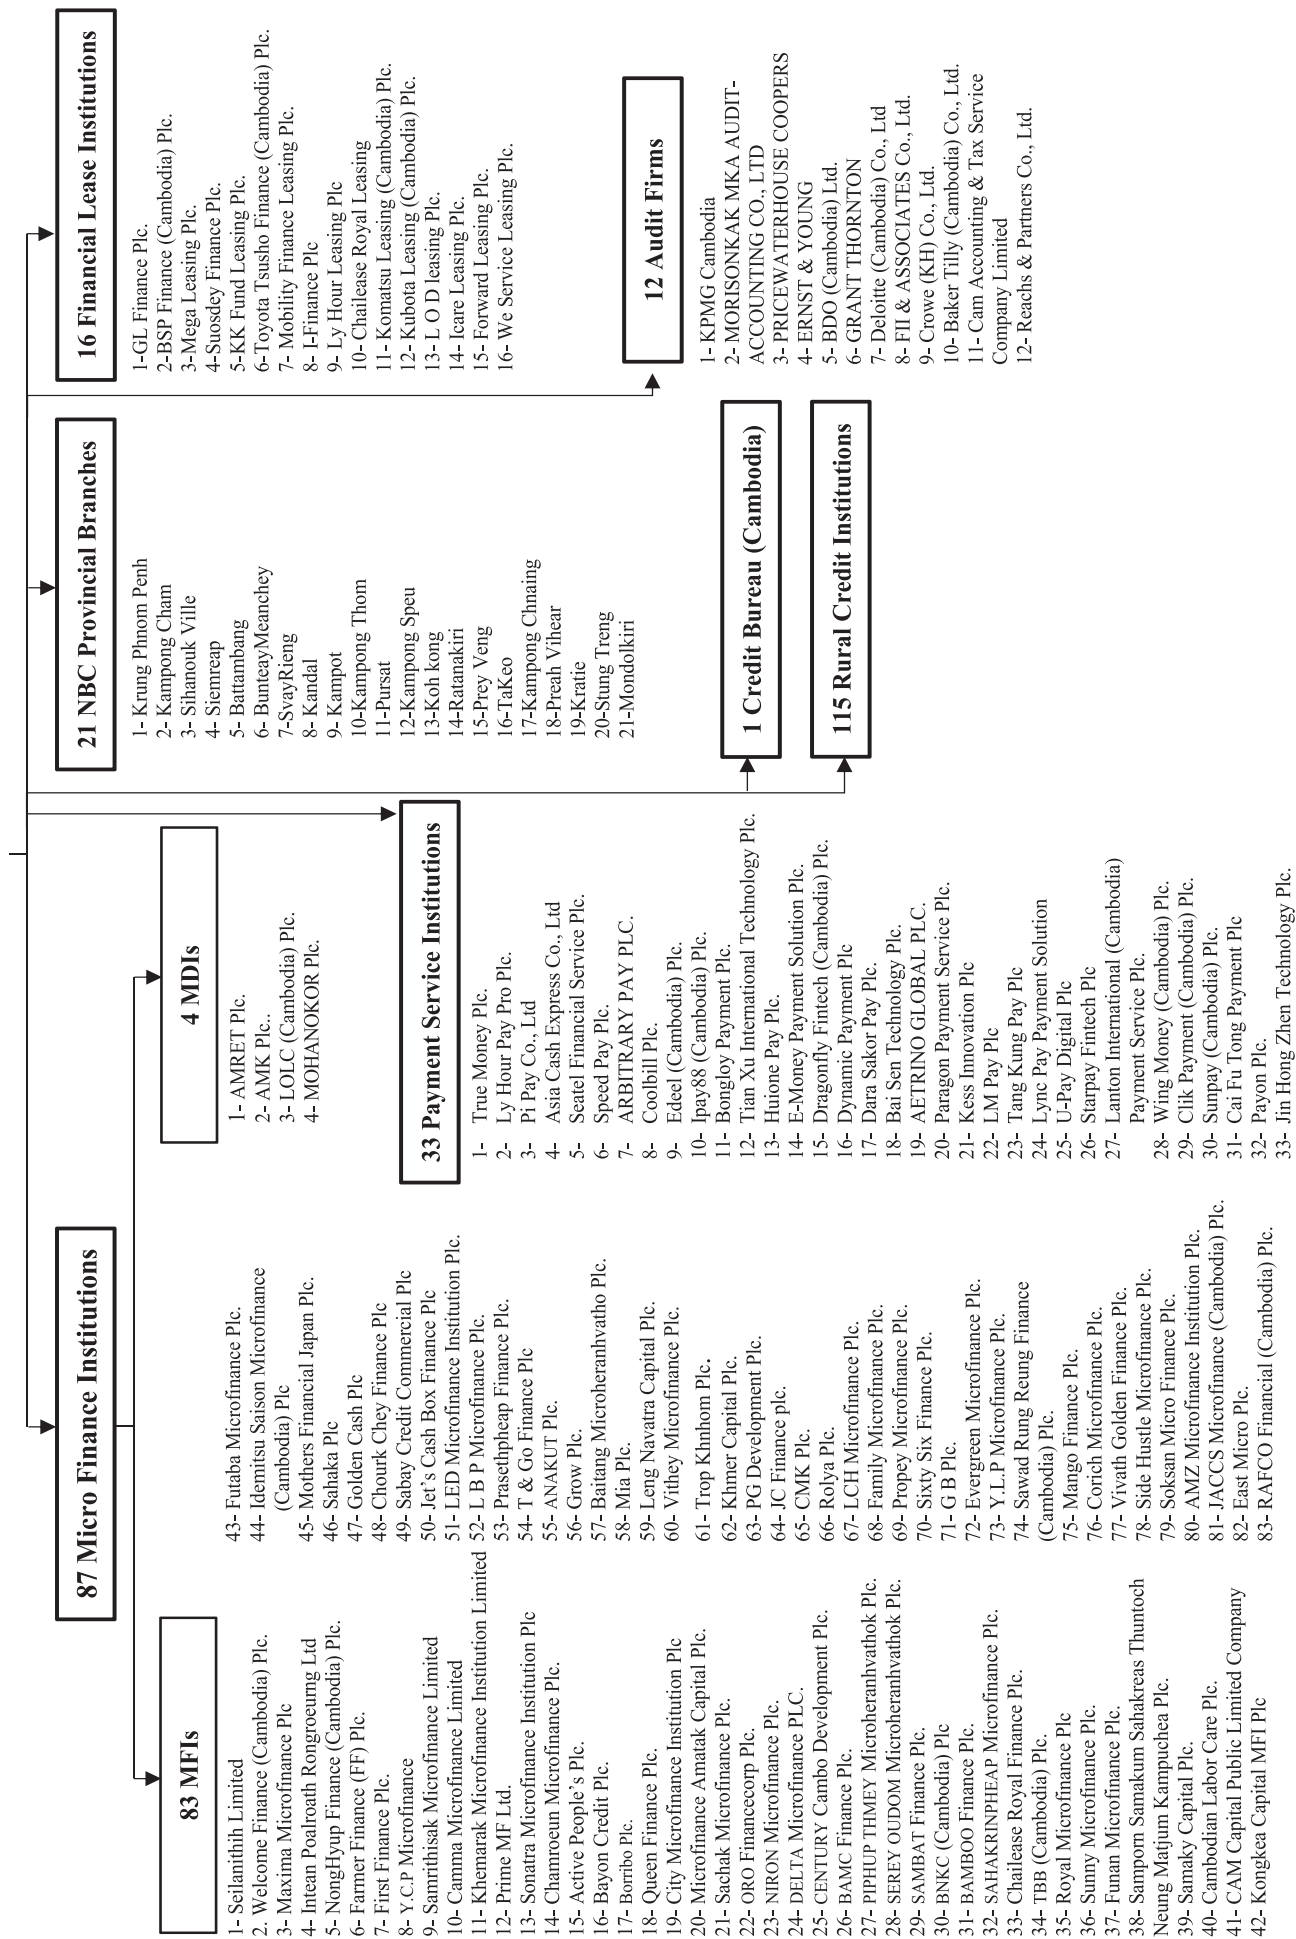 87 Micro Finance Institutions
83 MFIs
1- Seilanithih Limited
2. Welcome Finance (Cambodia) Plc.
3- Maxima Microfinance Plc
4- Intean Poalroath Rongroeurng Ltd
5- NongHyup Finance (Cambodia) Plc.
6- Farmer Finance (FF) Plc.
7- First Finance Plc.
8- Y.C.P Microfinance
9- Samrithisak Microfinance Limited
10- Camma Microfinance Limited
11- Khemarak Microfinance Institution Limited
12- Prime MF Ltd.
13- Sonatra Microfinance Institution Plc
14- Chamroeun Microfinance Plc.
15- Active People's Plc.
16- Bayon Credit Plc.
17- Borribo Plc.
18- Queen Finance Plc.
19- City Microfinance Institution Plc
20- Microfinance Amatak Capital Plc.
21- Sachak Microfinance Plc.
22- ORO Financecorp Plc.
23- NIRON Microfinance Plc.
24- DELTA Microfinance PLC.
25- CENTURY Cambo Development Plc.
26- BAMC Finance Plc.
27- PIPHUP THMEY Microheranhvathok Plc.
28- SEREY OUDOM Microheranhvathok Plc.
29- SAMBAT Finance Plc.
30- BNKC (Cambodia) Plc
31- BAMBOO Finance Plc.
32- SAHAKRINPHEAP Microfinance Plc.
33- Chailease Royal Finance Plc.
34- TBB (Cambodia) Plc.
35- Royal Microfinance Plc
36- Sunny Microfinance Plc.
37- Funan Microfinance Plc.
38- Samporn Samakum Sahakreas Thuntoch
Neung Matjum Kampuchea Plc.
39- Samaky Capital Plc.
40- Cambodian Labor Care Plc.
41- CAM Capital Public Limited Company
42- Kongkea Capital MFI Plc
43- Futaba Microfinance Plc.
44- Idemitsu Saison Microfinance
(Cambodia) Plc
45- Mothers Financial Japan Plc.
46- Sahaka Plc
47- Golden Cash Plc
48- Chourk Chey Finance Plc
49- Sabay Credit Commercial Plc
50- Jet's Cash Box Finance Plc
51- LED Microfinance Institution Plc.
52- L B P Microfinance Plc.
53- Prasethpheap Finance Plc.
54- T & Go Finance Plc
55- ANAKUT Plc.
56- Grow Plc.
57- Baitang Microheranhvatho Plc.
58- Mia Plc.
59- Leng Navatra Capital Plc.
60- Vithey Microfinance Plc.
61- Trop Khnhom Plc.
62- Khmer Capital Plc.
63- PG Development Plc.
64- JC Finance plc.
65- CMK Plc.
66- Rolya Plc.
67- LCH Microfinance Plc.
68- Family Microfinance Plc.
69- Propey Microfinance Plc.
70- Sixty Six Finance Plc.
71- G B Plc.
72- Evergreen Microfinance Plc.
73- Y.L.P Microfinance Plc.
74- Sawad Rung Reung Finance
(Cambodia) Plc.
75- Mango Finance Plc.
76- Corich Microfinance Plc.
77- Vivath Golden Finance Plc.
78- Side Hustle Microfinance Plc.
79- Soksan Micro Finance Plc.
80- AMZ Microfinance Institution Plc.
81- JACCS Microfinance (Cambodia) Plc.
82- East Micro Plc.
83- RAFCO Financial (Cambodia) Plc.
4 MDIs
1- AMRET Plc.
2- AMK Plc..
3- LOLC (Cambodia) Plc.
4- MOHANOKOR Plc.
33 Payment Service Institutions
1- True Money Plc.
2- Ly Hour Pay Pro Plc.
3- Pi Pay Co., Ltd
4- Asia Cash Express Co., Ltd
5- Seatel Financial Service Plc.
6- Speed Pay Plc.
7- ARBITRARY PAY PLC.
8- Coolbill Plc.
9- Edeel (Cambodia) Plc.
10- Ipay88 (Cambodia) Plc.
11- Bongloy Payment Plc.
12- Tian Xu International Technology Plc.
13- Huione Pay Plc.
14- E-Money Payment Solution Plc.
15- Dragonfly Fintech (Cambodia) Plc.
16- Dynamic Payment Plc
17- Dara Sakor Pay Plc.
18- Bai Sen Technology Plc.
19- AETRINO GLOBAL PLC.
20- Paragon Payment Service Plc.
21- Kess Innovation Plc
22- LM Pay Plc
23- Tang Kung Pay Plc
24- Lync Pay Payment Solution
25- U-Pay Digital Plc
26- Starpay Fintech Plc
27- Lanton International (Cambodia)
Payment Service Plc.
28- Wing Money (Cambodia) Plc.
29- Clik Payment (Cambodia) Plc.
30- Sunpay (Cambodia) Plc.
31- Cai Fu Tong Payment Plc
32- Payon Plc.
33- Jin Hong Zhen Technology Plc.
21 NBC Provincial Branches
1- Krung Phnom Penh
2- Kampong Cham
3- Sihanouk Ville
4- Siemreap
5- Battambang
6- BunteayMeanchey
7-SvayRieng
8- Kandal
9- Kampot
10-Kampong Thom
11-Pursat
12-Kampong Speu
13-Koh kong
14-Ratanakiri
15-Prey Veng
16-TaKeo
17-Kampong Chnaing
18-Preah Vihear
19-Kratie
20-Stung Treng
21-Mondolkiri
1 Credit Bureau (Cambodia)
115 Rural Credit Institutions
16 Financial Lease Institutions
1-GL Finance Plc.
2-BSP Finance (Cambodia) Plc.
3-Mega Leasing Plc.
4-Suosdey Finance Plc.
5-KK Fund Leasing Plc.
6-Toyota Tsusho Finance (Cambodia) Plc.
7- Mobility Finance Leasing Plc.
8- I-Finance Plc
9- Ly Hour Leasing Plc
10- Chailease Royal Leasing
11- Komatsu Leasing (Cambodia) Plc.
12- Kubota Leasing (Cambodia) Plc.
13- L O D leasing Plc.
14- Icare Leasing Plc.
15- Forward Leasing Plc.
16- We Service Leasing Plc.
12 Audit Firms
1- KPMG Cambodia
2- MORISONKAK MKA AUDIT-
ACCOUNTING CO., LTD
3- PRICEWATERHOUSE COOPERS
4- ERNST & YOUNG
5- BDO (Cambodia) Ltd.
6- GRANT THORNTON
7- Deloitte (Cambodia) Co., Ltd
8- FII & ASSOCIATES Co., Ltd.
9- Crowe (KH) Co., Ltd.
10- Baker Tilly (Cambodia) Co., Ltd.
11- Cam Accounting & Tax Service
Company Limited
12- Reachs & Partners Co., Ltd.